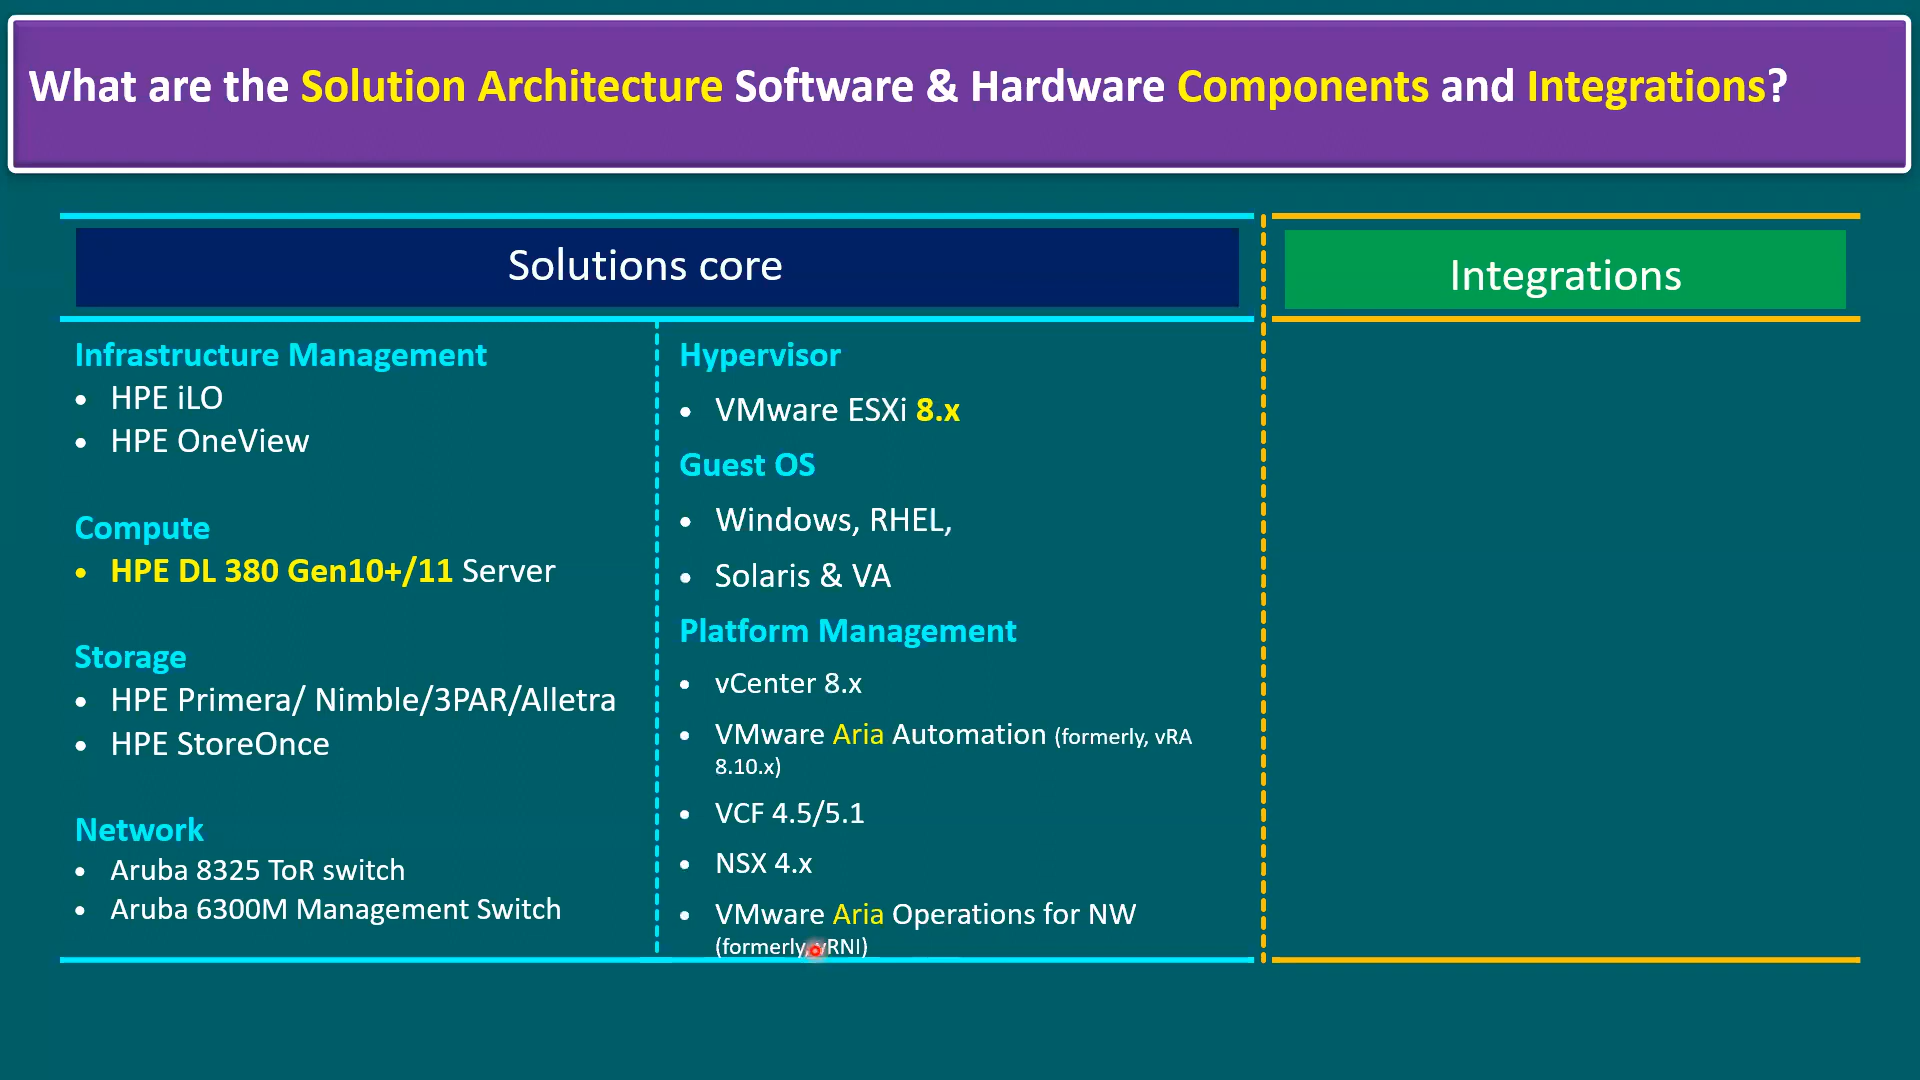 What are the Solution Architecture Software & Hardware Components and Integrations?
Solutions core
Infrastructure Management
• HPE iLO
• HPE OneView
Compute
• HPE DL 380 Gen10+/11 Server
Storage
• HPE Primera/ Nimble/3PAR/Alletra
• HPE StoreOnce
Network
• Aruba 8325 ToR switch
• Aruba 6300M Management Switch
Hypervisor
• VMware ESXi 8.x
Guest OS
• Windows, RHEL,
• Solaris & VA
Platform Management
• vCenter 8.x
• VMware Aria Automation (formerly, vRA
8.10.x)
• VCF 4.5/5.1
• NSX 4.x
• VMware Aria Operations for NW
(formerly, vRNI)
Integrations